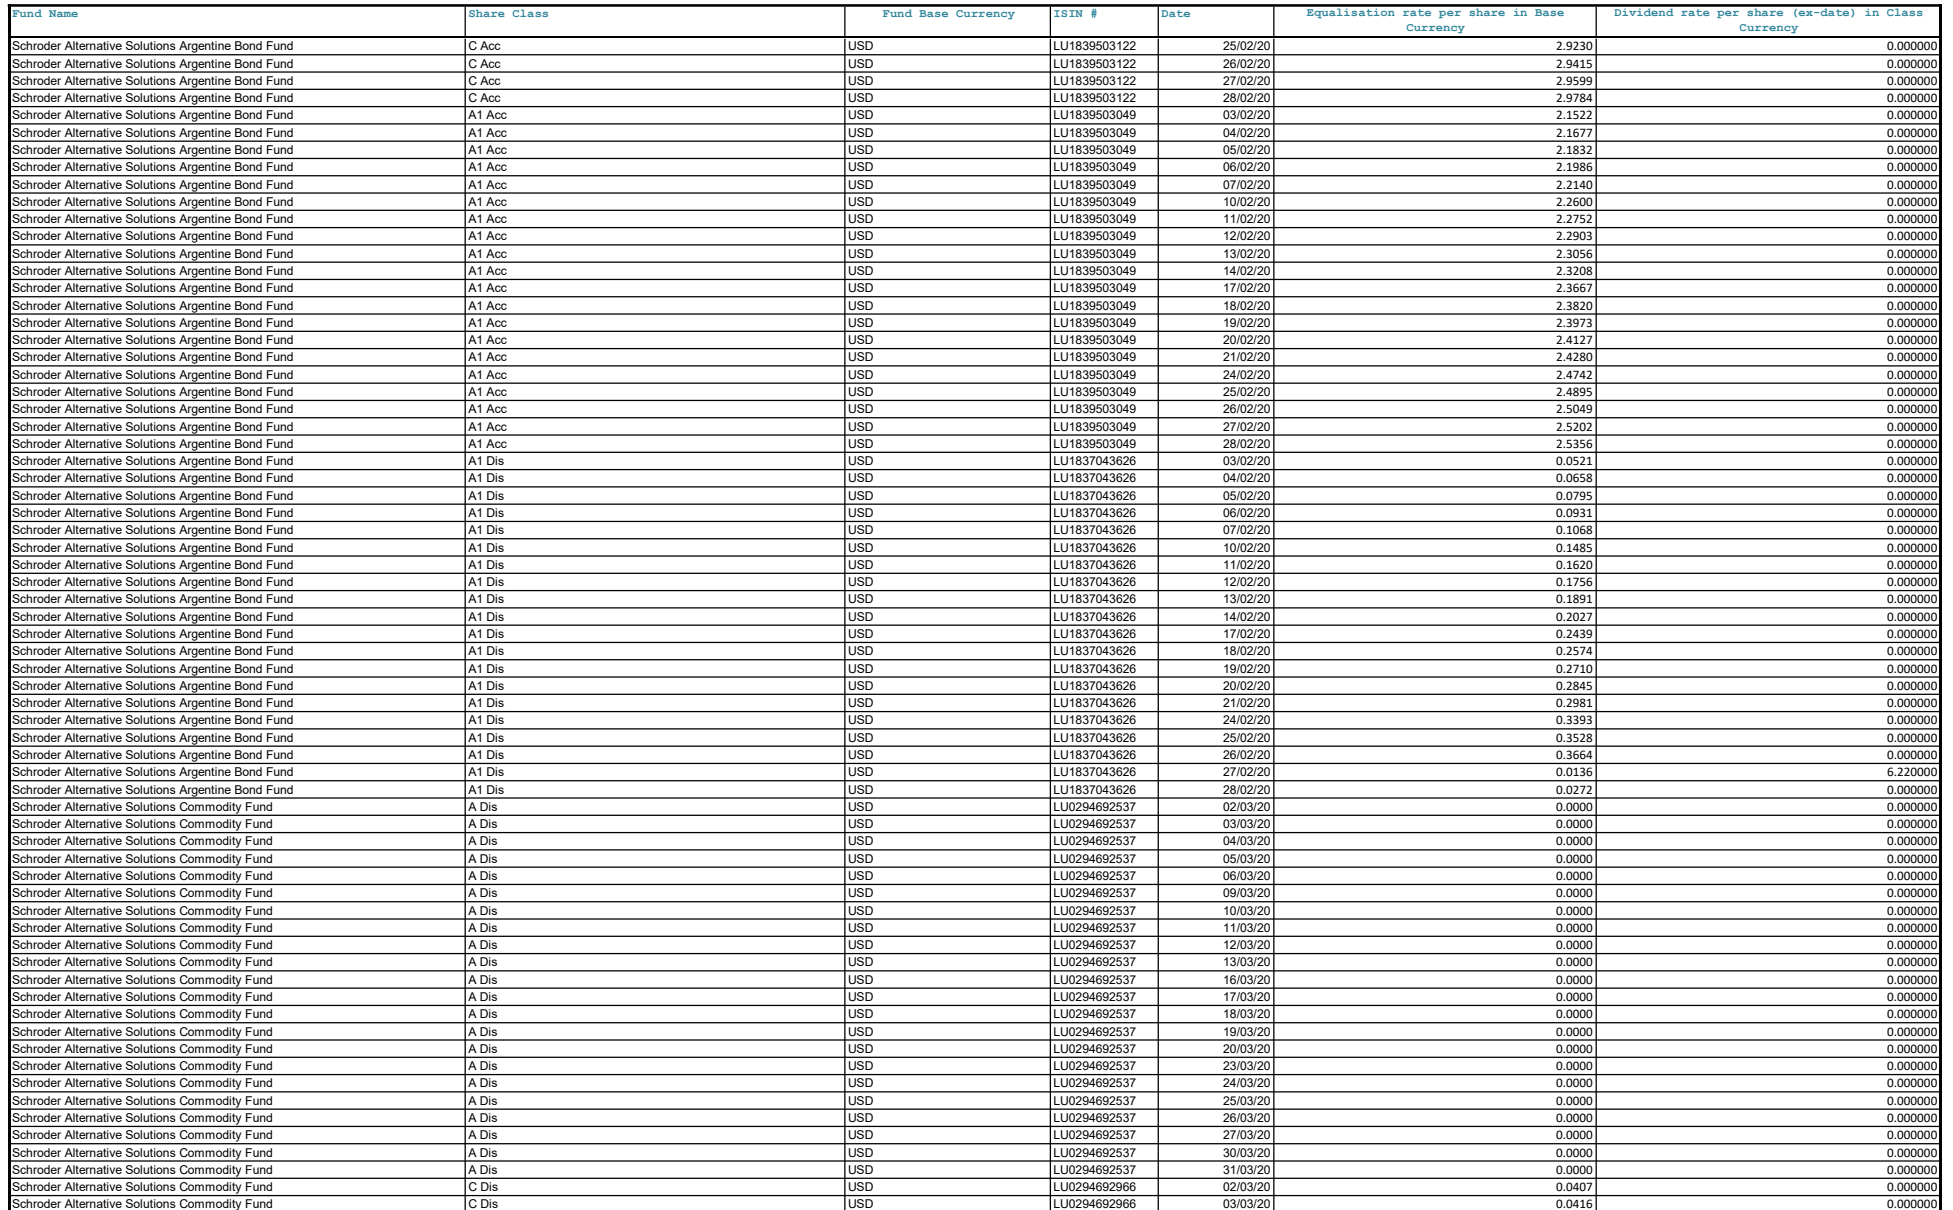 Fund Name Share Class Fund Base Currency ISIN # Date Equalisation rate per share in Base Currency Dividend rate per share (ex-date) in Class Currency
Schroder Alternative Solutions Argentine Bond Fund C Acc USD LU1839503122 25/02/20 2.9230 0.000000
Schroder Alternative Solutions Argentine Bond Fund C Acc USD LU1839503122 26/02/20 2.9415 0.000000
Schroder Alternative Solutions Argentine Bond Fund C Acc USD LU1839503122 27/02/20 2.9599 0.000000
Schroder Alternative Solutions Argentine Bond Fund C Acc USD LU1839503122 28/02/20 2.9784 0.000000
Schroder Alternative Solutions Argentine Bond Fund A1 Acc USD LU1839503049 03/02/20 2.1522 0.000000
Schroder Alternative Solutions Argentine Bond Fund A1 Acc USD LU1839503049 04/02/20 2.1677 0.000000
Schroder Alternative Solutions Argentine Bond Fund A1 Acc USD LU1839503049 05/02/20 2.1832 0.000000
Schroder Alternative Solutions Argentine Bond Fund A1 Acc USD LU1839503049 06/02/20 2.1986 0.000000
Schroder Alternative Solutions Argentine Bond Fund A1 Acc USD LU1839503049 07/02/20 2.2140 0.000000
Schroder Alternative Solutions Argentine Bond Fund A1 Acc USD LU1839503049 10/02/20 2.2600 0.000000
Schroder Alternative Solutions Argentine Bond Fund A1 Acc USD LU1839503049 11/02/20 2.2752 0.000000
Schroder Alternative Solutions Argentine Bond Fund A1 Acc USD LU1839503049 12/02/20 2.2903 0.000000
Schroder Alternative Solutions Argentine Bond Fund A1 Acc USD LU1839503049 13/02/20 2.3056 0.000000
Schroder Alternative Solutions Argentine Bond Fund A1 Acc USD LU1839503049 14/02/20 2.3208 0.000000
Schroder Alternative Solutions Argentine Bond Fund A1 Acc USD LU1839503049 17/02/20 2.3667 0.000000
Schroder Alternative Solutions Argentine Bond Fund A1 Acc USD LU1839503049 18/02/20 2.3820 0.000000
Schroder Alternative Solutions Argentine Bond Fund A1 Acc USD LU1839503049 19/02/20 2.3973 0.000000
Schroder Alternative Solutions Argentine Bond Fund A1 Acc USD LU1839503049 20/02/20 2.4127 0.000000
Schroder Alternative Solutions Argentine Bond Fund A1 Acc USD LU1839503049 21/02/20 2.4280 0.000000
Schroder Alternative Solutions Argentine Bond Fund A1 Acc USD LU1839503049 24/02/20 2.4742 0.000000
Schroder Alternative Solutions Argentine Bond Fund A1 Acc USD LU1839503049 25/02/20 2.4895 0.000000
Schroder Alternative Solutions Argentine Bond Fund A1 Acc USD LU1839503049 26/02/20 2.5049 0.000000
Schroder Alternative Solutions Argentine Bond Fund A1 Acc USD LU1839503049 27/02/20 2.5202 0.000000
Schroder Alternative Solutions Argentine Bond Fund A1 Acc USD LU1839503049 28/02/20 2.5356 0.000000
Schroder Alternative Solutions Argentine Bond Fund A1 Dis USD LU1837043626 03/02/20 0.0521 0.000000
Schroder Alternative Solutions Argentine Bond Fund A1 Dis USD LU1837043626 04/02/20 0.0658 0.000000
Schroder Alternative Solutions Argentine Bond Fund A1 Dis USD LU1837043626 05/02/20 0.0795 0.000000
Schroder Alternative Solutions Argentine Bond Fund A1 Dis USD LU1837043626 06/02/20 0.0931 0.000000
Schroder Alternative Solutions Argentine Bond Fund A1 Dis USD LU1837043626 07/02/20 0.1068 0.000000
Schroder Alternative Solutions Argentine Bond Fund A1 Dis USD LU1837043626 10/02/20 0.1485 0.000000
Schroder Alternative Solutions Argentine Bond Fund A1 Dis USD LU1837043626 11/02/20 0.1620 0.000000
Schroder Alternative Solutions Argentine Bond Fund A1 Dis USD LU1837043626 12/02/20 0.1756 0.000000
Schroder Alternative Solutions Argentine Bond Fund A1 Dis USD LU1837043626 13/02/20 0.1891 0.000000
Schroder Alternative Solutions Argentine Bond Fund A1 Dis USD LU1837043626 14/02/20 0.2027 0.000000
Schroder Alternative Solutions Argentine Bond Fund A1 Dis USD LU1837043626 17/02/20 0.2439 0.000000
Schroder Alternative Solutions Argentine Bond Fund A1 Dis USD LU1837043626 18/02/20 0.2574 0.000000
Schroder Alternative Solutions Argentine Bond Fund A1 Dis USD LU1837043626 19/02/20 0.2710 0.000000
Schroder Alternative Solutions Argentine Bond Fund A1 Dis USD LU1837043626 20/02/20 0.2845 0.000000
Schroder Alternative Solutions Argentine Bond Fund A1 Dis USD LU1837043626 21/02/20 0.2981 0.000000
Schroder Alternative Solutions Argentine Bond Fund A1 Dis USD LU1837043626 24/02/20 0.3393 0.000000
Schroder Alternative Solutions Argentine Bond Fund A1 Dis USD LU1837043626 25/02/20 0.3528 0.000000
Schroder Alternative Solutions Argentine Bond Fund A1 Dis USD LU1837043626 26/02/20 0.3664 0.000000
Schroder Alternative Solutions Argentine Bond Fund A1 Dis USD LU1837043626 27/02/20 0.0136 6.220000
Schroder Alternative Solutions Argentine Bond Fund A1 Dis USD LU1837043626 28/02/20 0.0272 0.000000
Schroder Alternative Solutions Commodity Fund A Dis USD LU0294692537 02/03/20 0.0000 0.000000
Schroder Alternative Solutions Commodity Fund A Dis USD LU0294692537 03/03/20 0.0000 0.000000
Schroder Alternative Solutions Commodity Fund A Dis USD LU0294692537 04/03/20 0.0000 0.000000
Schroder Alternative Solutions Commodity Fund A Dis USD LU0294692537 05/03/20 0.0000 0.000000
Schroder Alternative Solutions Commodity Fund A Dis USD LU0294692537 06/03/20 0.0000 0.000000
Schroder Alternative Solutions Commodity Fund A Dis USD LU0294692537 09/03/20 0.0000 0.000000
Schroder Alternative Solutions Commodity Fund A Dis USD LU0294692537 10/03/20 0.0000 0.000000
Schroder Alternative Solutions Commodity Fund A Dis USD LU0294692537 11/03/20 0.0000 0.000000
Schroder Alternative Solutions Commodity Fund A Dis USD LU0294692537 12/03/20 0.0000 0.000000
Schroder Alternative Solutions Commodity Fund A Dis USD LU0294692537 13/03/20 0.0000 0.000000
Schroder Alternative Solutions Commodity Fund A Dis USD LU0294692537 16/03/20 0.0000 0.000000
Schroder Alternative Solutions Commodity Fund A Dis USD LU0294692537 17/03/20 0.0000 0.000000
Schroder Alternative Solutions Commodity Fund A Dis USD LU0294692537 18/03/20 0.0000 0.000000
Schroder Alternative Solutions Commodity Fund A Dis USD LU0294692537 19/03/20 0.0000 0.000000
Schroder Alternative Solutions Commodity Fund A Dis USD LU0294692537 20/03/20 0.0000 0.000000
Schroder Alternative Solutions Commodity Fund A Dis USD LU0294692537 23/03/20 0.0000 0.000000
Schroder Alternative Solutions Commodity Fund A Dis USD LU0294692537 24/03/20 0.0000 0.000000
Schroder Alternative Solutions Commodity Fund A Dis USD LU0294692537 25/03/20 0.0000 0.000000
Schroder Alternative Solutions Commodity Fund A Dis USD LU0294692537 26/03/20 0.0000 0.000000
Schroder Alternative Solutions Commodity Fund A Dis USD LU0294692537 27/03/20 0.0000 0.000000
Schroder Alternative Solutions Commodity Fund A Dis USD LU0294692537 30/03/20 0.0000 0.000000
Schroder Alternative Solutions Commodity Fund A Dis USD LU0294692537 31/03/20 0.0000 0.000000
Schroder Alternative Solutions Commodity Fund C Dis USD LU0294692966 02/03/20 0.0407 0.000000
Schroder Alternative Solutions Commodity Fund C Dis USD LU0294692966 03/03/20 0.0416 0.000000